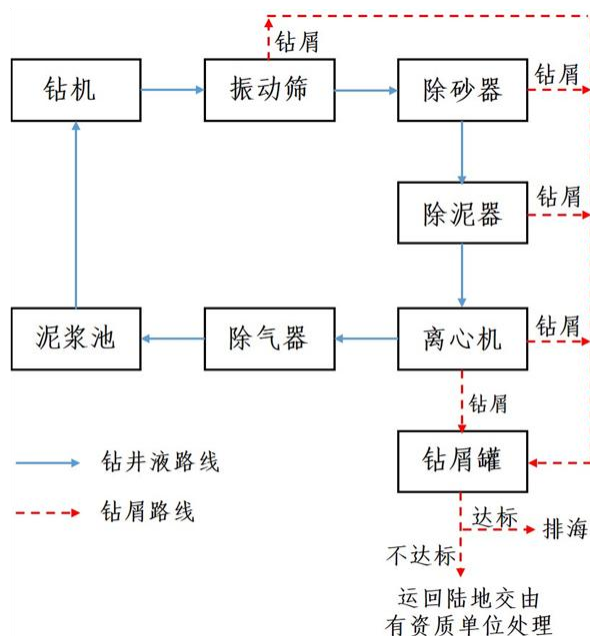 钻屑
钻机
振动筛
除砂器
钻屑
除泥器
钻屑
泥浆池
除气器
离心机
钻屑
钻屑
钻屑罐
钻井液路线
钻屑路线
达标
排海
不达标
运回陆地交由
有资质单位处理